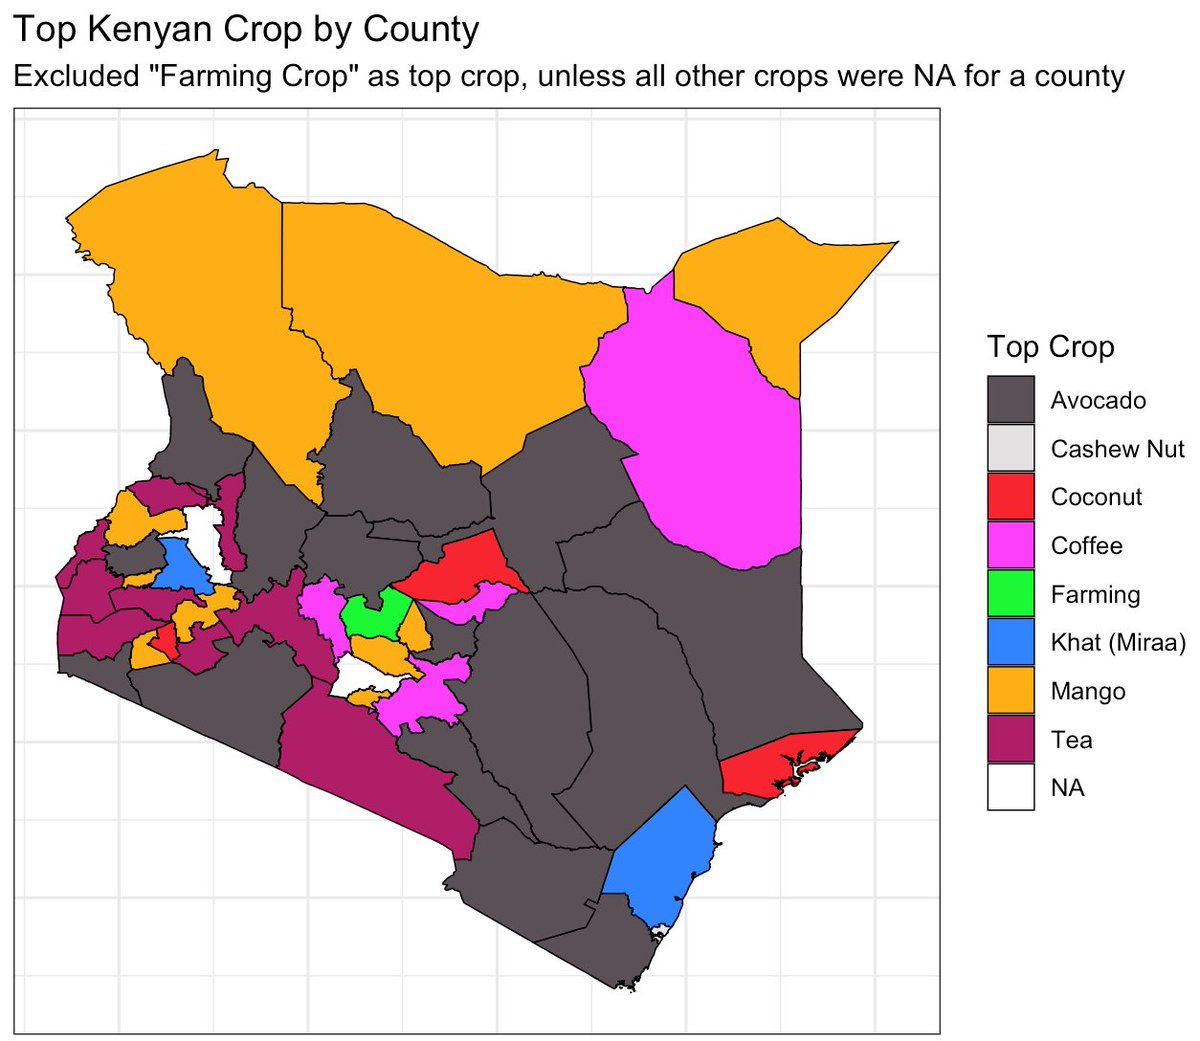 Top Kenyan Crop by County
Excluded "Farming Crop" as top crop, unless all other crops were NA for a county
Top Crop
Avocado
Cashew Nut
Coconut
Coffee
Farming
Khat (Miraa)
Mango
Tea
NA